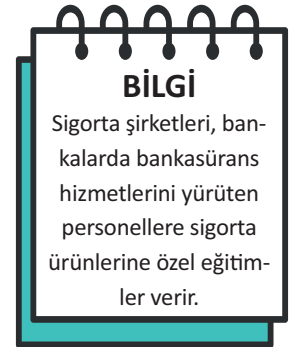 BİLGİ
Sigorta şirketleri, ban-
kalarda bankasürans
hizmetlerini yürüten
personellere sigorta
ürünlerine özel eğitim-
ler verir.